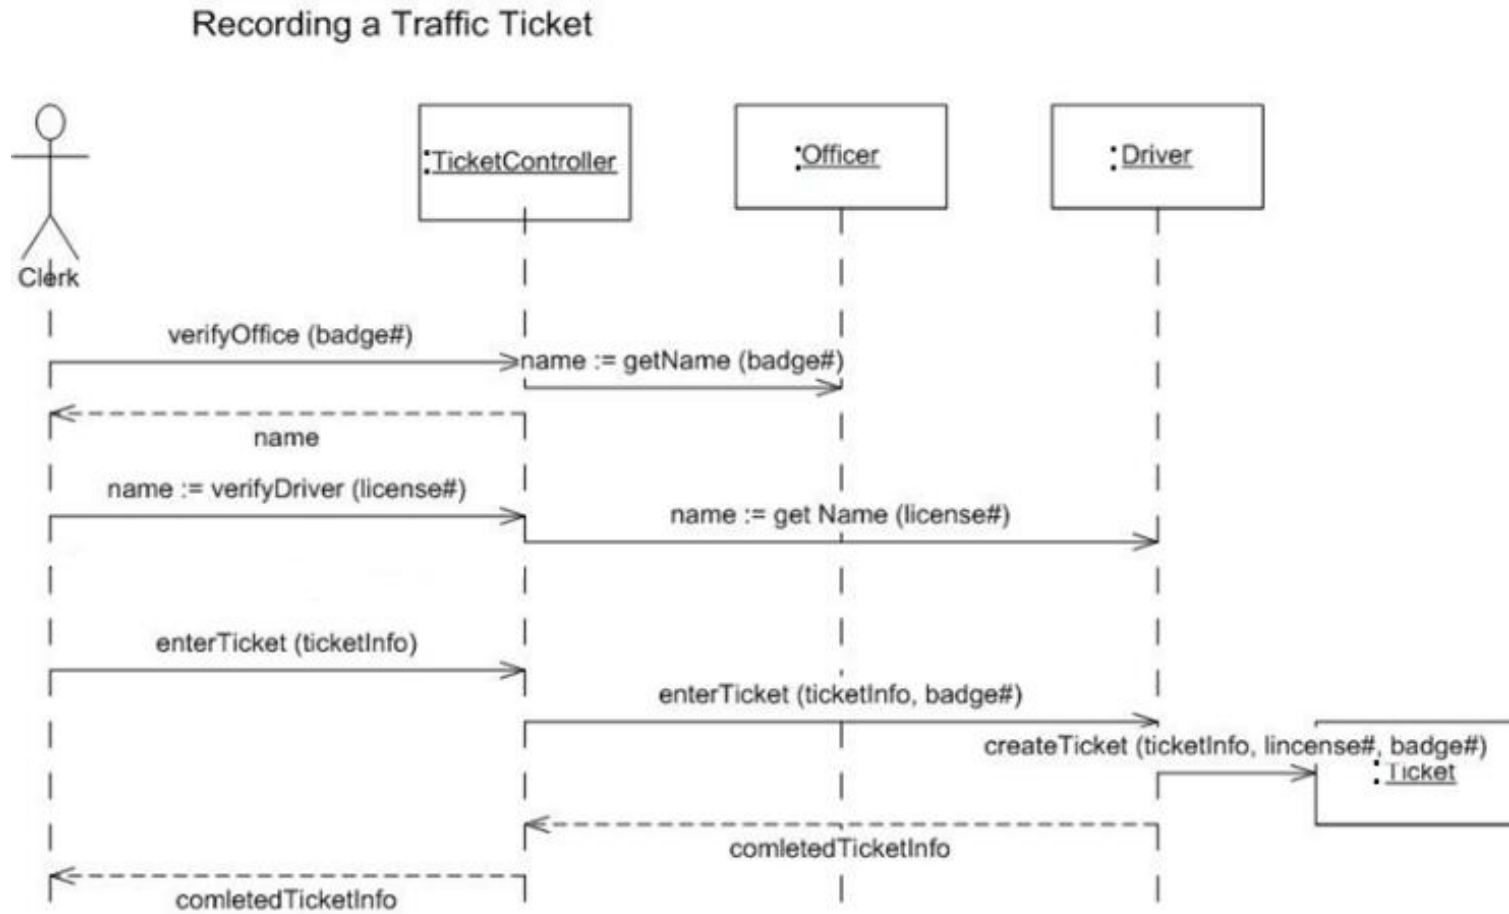 Recording a Traffic Ticket
:TicketController
:Officer
:Driver
Clerk
verifyOffice (badge#)
name := getName (badge#)
name
name := verifyDriver (license#)
name := get Name (license#)
enterTicket (ticketInfo)
enterTicket (ticketInfo, badge#)
createTicket (ticketInfo, lincense#, badge#)
:Ticket
comletedTicketInfo
comletedTicketInfo